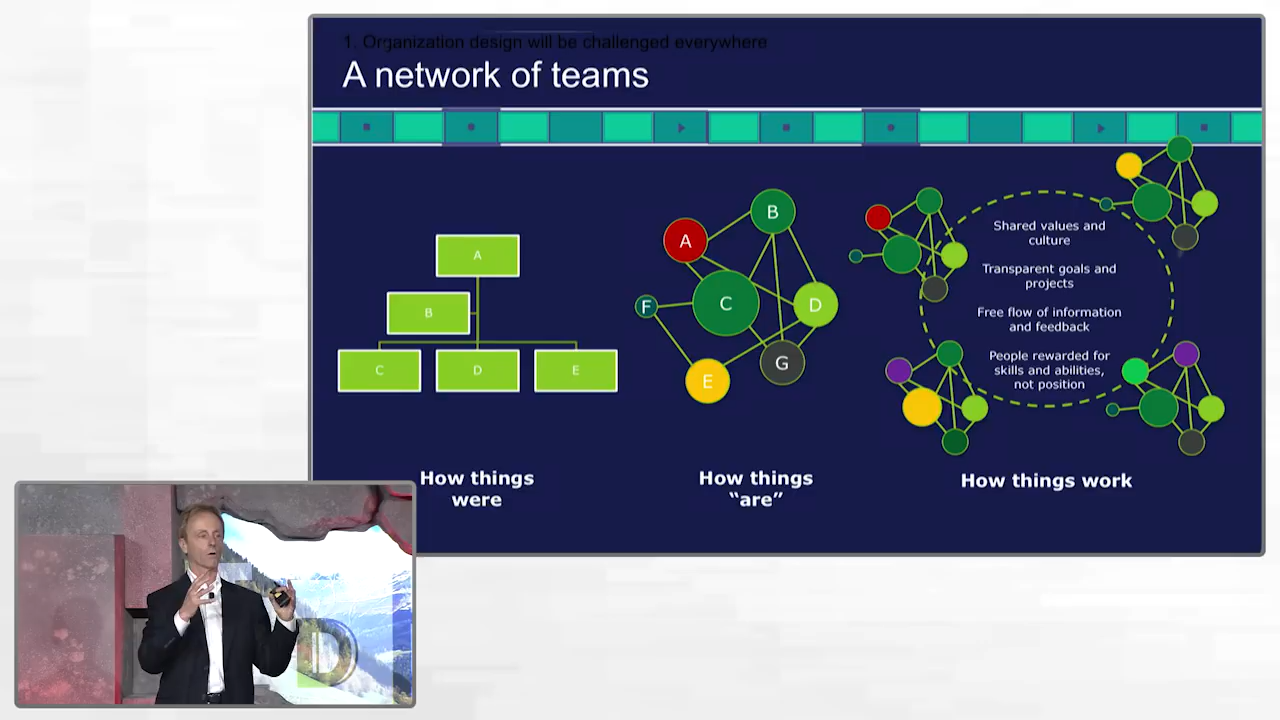 1. Organization design will be challenged everywhere
A network of teams
A
B
C
D
E
A
B
C
D
F
E
G
Shared values and
culture
Transparent goals and
projects
Free flow of information
and feedback
People rewarded for
skills and abilities,
not position
How things
were
How things
“are”
How things work
D